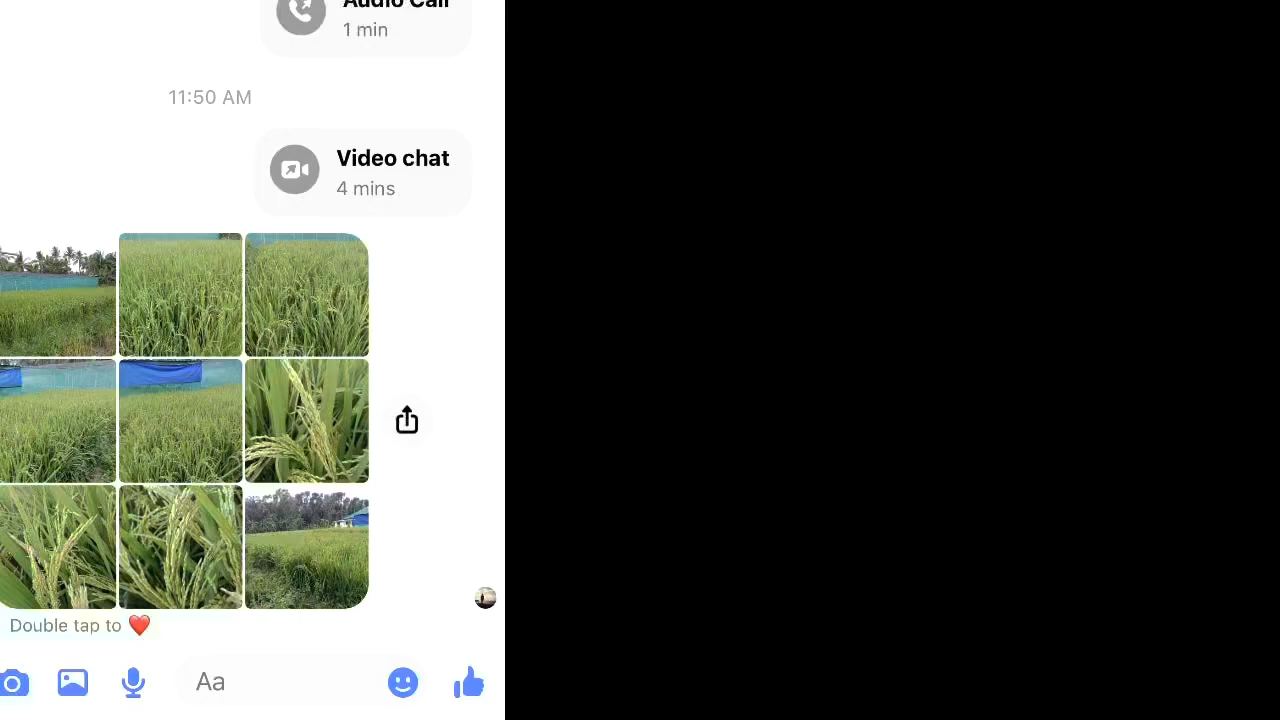 Audio Call
1 min
11:50 AM
Video chat
4 mins
Double tap to ❤️
Aa